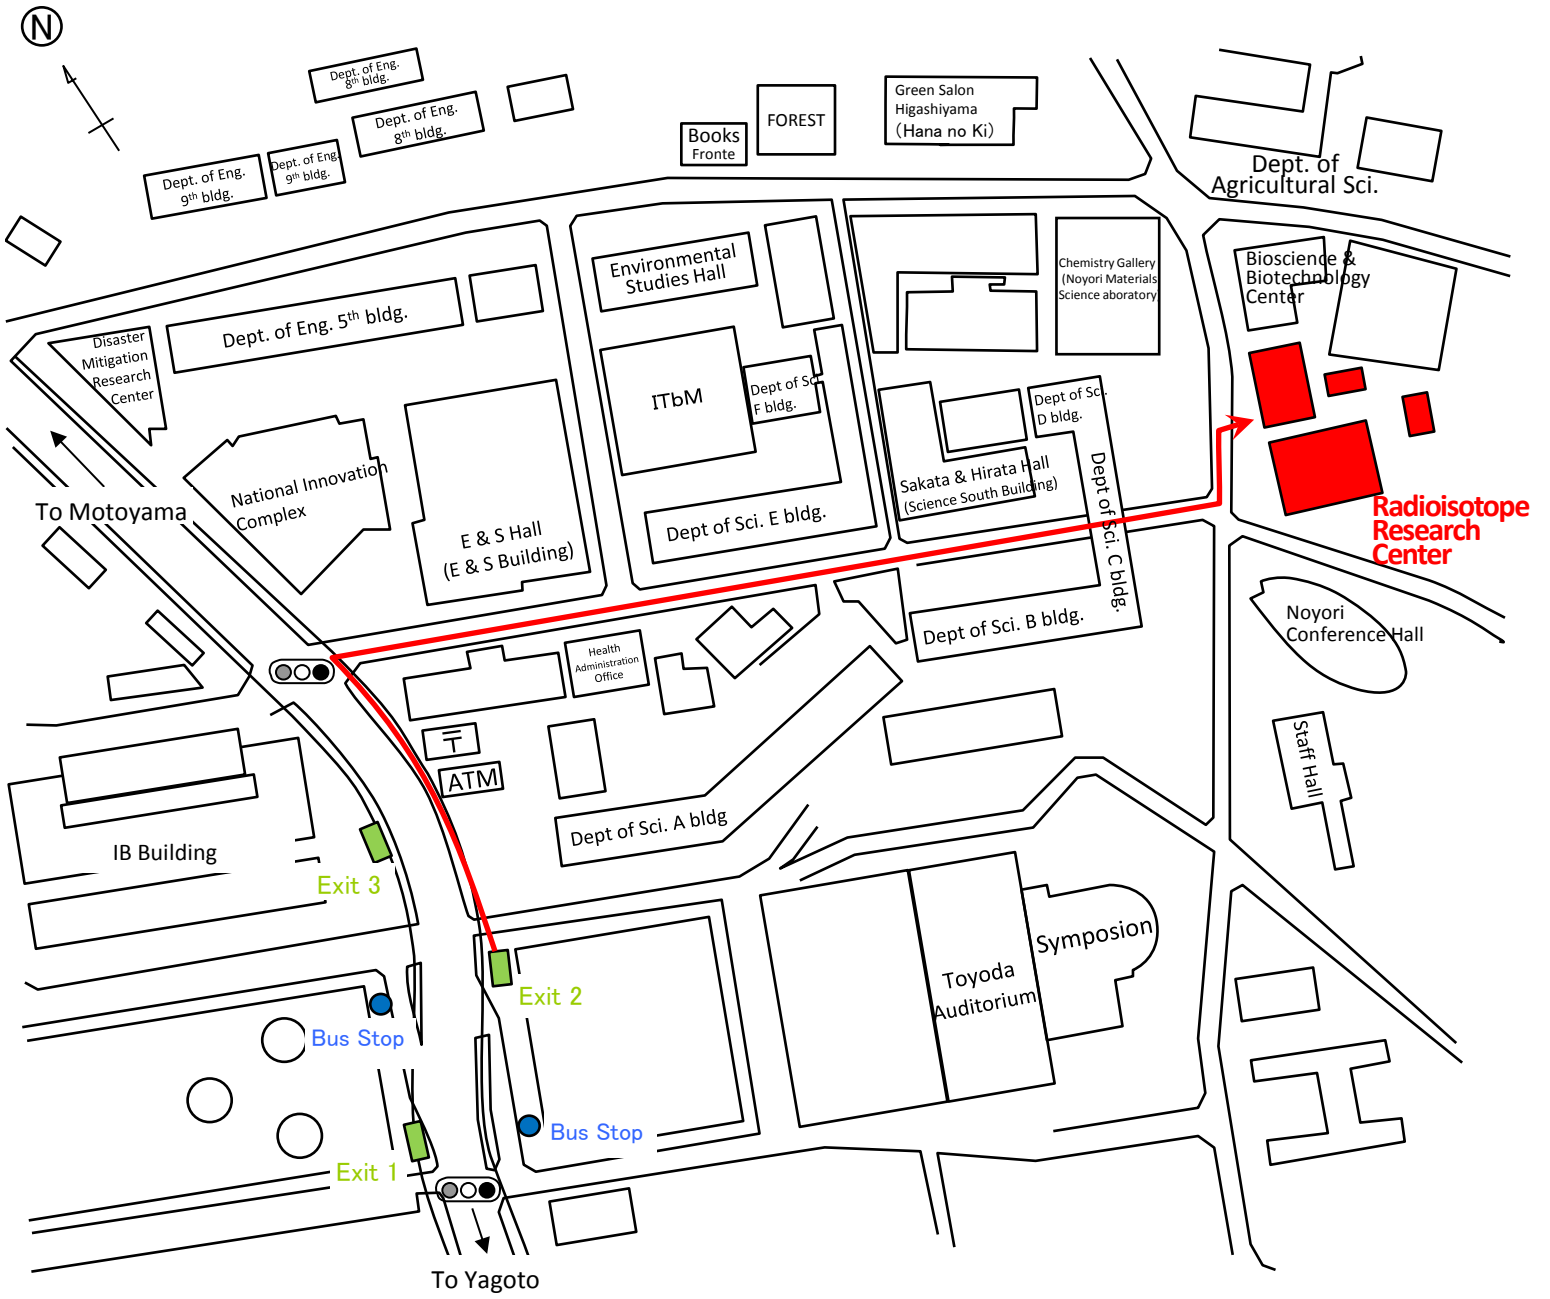 N
Dept. of Eng.
8th bldg.
Dept. of Eng.
8th bldg.
Dept. of Eng.
9th bldg.
Dept. of Eng.
9th bldg.
Books
Fronte
FOREST
Green Salon
Higashiyama
(Hana no Ki)
Dept. of
Agricultural Sci.
Bioscience &
Biotechnology
Center
Environmental
Studies Hall
Chemistry Gallery
(Noyori Materials
Science aboratory
Dept. of Eng. 5th bldg.
Disaster
Mitigation
Research
Center
ITbM
Dept of Sci.
F bldg.
Dept of Sci.
D bldg.
National Innovation
Complex
E & S Hall
(E & S Building)
Dept of Sci. E bldg.
Sakata & Hirata Hall
(Science South Building)
Dept of Sci. C bldg.
Radioisotope
Research
Center
To Motoyama
Dept of Sci. B bldg.
Noyori
Conference Hall
Health
Administration
Office
〒
ATM
Staff Hall
Dept of Sci. A bldg
IB Building
Exit 3
Symposion
Toyoda
Auditorium
Exit 2
Bus Stop
Bus Stop
Exit 1
To Yagoto